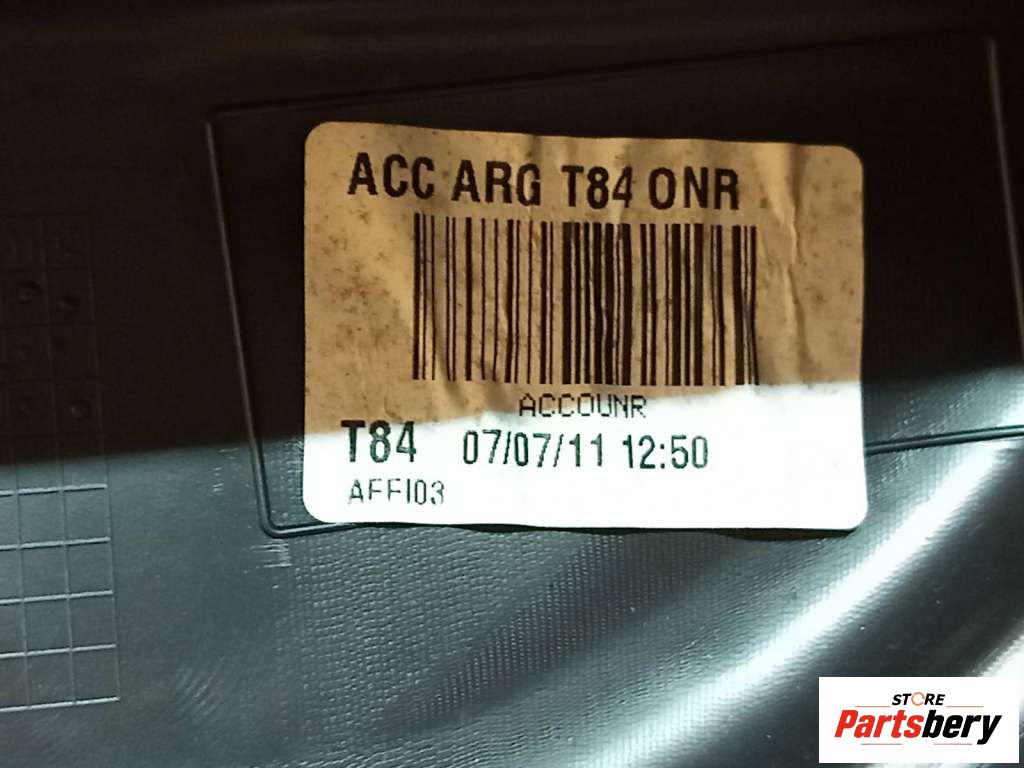 ACC ARG T84 ONR
ACCOUNR
T84 07/07/11 12:50
AFFI03
STORE
Partsbery